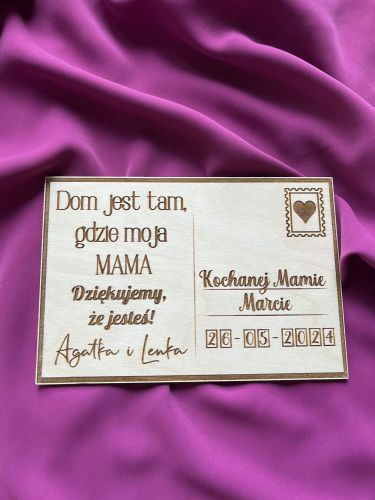 Dom jest tam,
gdzie moja
MAMA
Dziękujemy,
że jesteś!
Agatka i Lenka
Kochanej Mamie
Marcie
26-05-2024